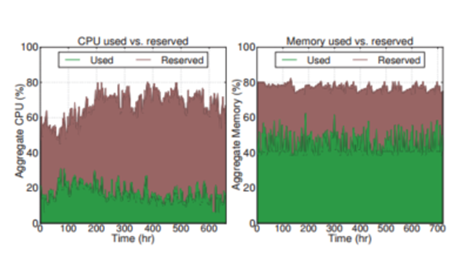 CPU used vs. reserved
Used Reserved
Aggregate CPU (%)
100
80
60
40
20
0
0 100 200 300 400 500 600
Time (hr)
Memory used vs. reserved
Used Reserved
Aggregate Memory (%)
100
80
60
40
20
0
0 100 200 300 400 500 600 700
Time (hr)